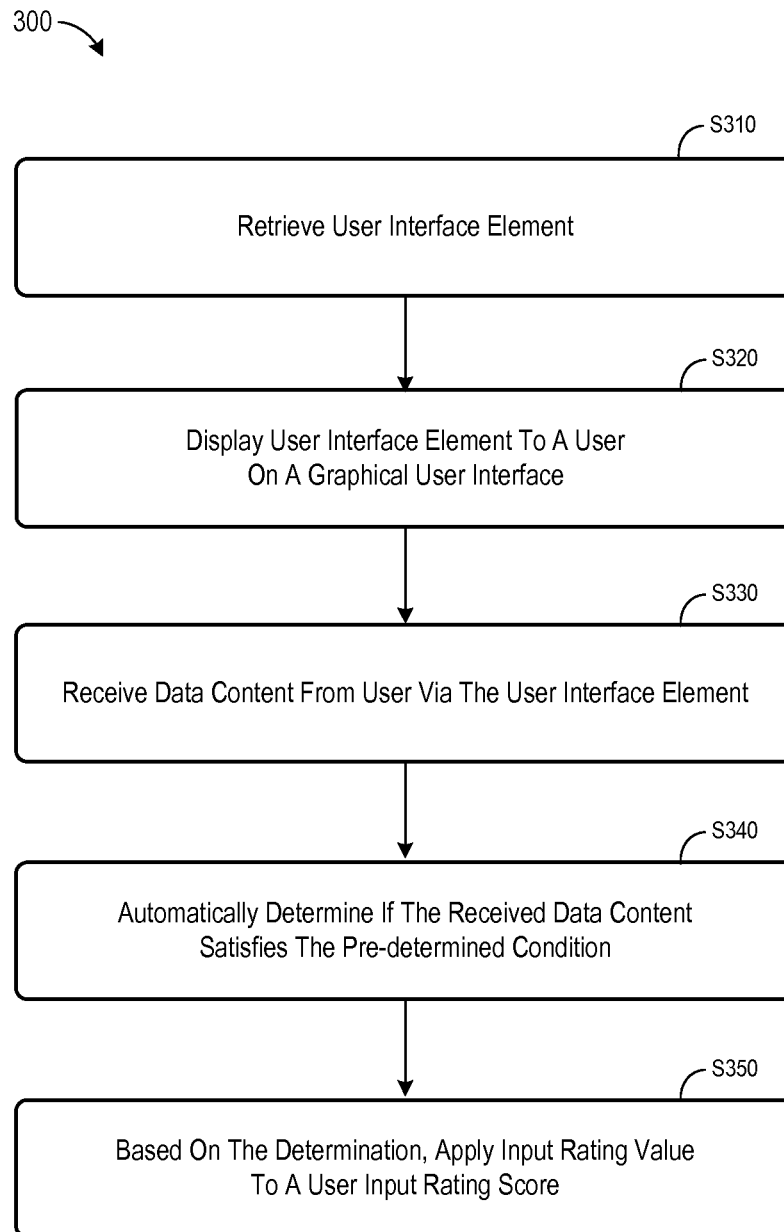 300
S310
Retrieve User Interface Element
S320
Display User Interface Element To A User
On A Graphical User Interface
S330
Receive Data Content From User Via The User Interface Element
S340
Automatically Determine If The Received Data Content
Satisfies The Pre-determined Condition
S350
Based On The Determination, Apply Input Rating Value
To A User Input Rating Score